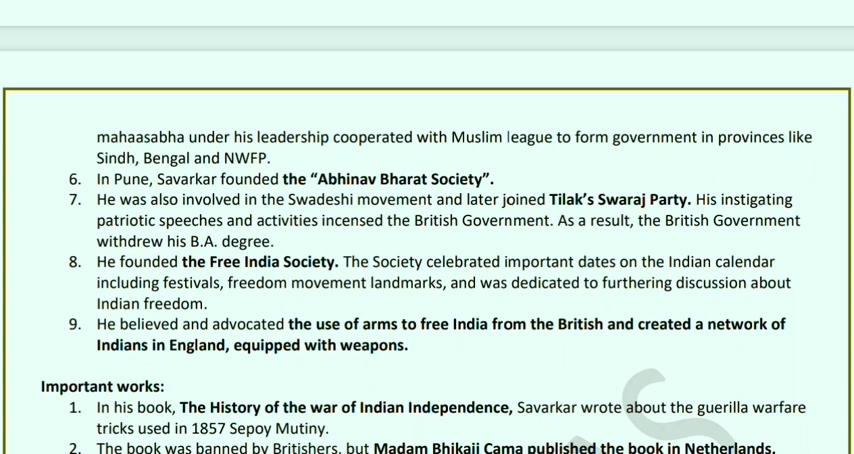 mahaasabha under his leadership cooperated with Muslim league to form government in provinces like
Sindh, Bengal and NWFP.
6. In Pune, Savarkar founded the “Abhinav Bharat Society”.
7. He was also involved in the Swadeshi movement and later joined Tilak’s Swaraj Party. His instigating
patriotic speeches and activities incensed the British Government. As a result, the British Government
withdrew his B.A. degree.
8. He founded the Free India Society. The Society celebrated important dates on the Indian calendar
including festivals, freedom movement landmarks, and was dedicated to furthering discussion about
Indian freedom.
9. He believed and advocated the use of arms to free India from the British and created a network of
Indians in England, equipped with weapons.
Important works:
1. In his book, The History of the war of Indian Independence, Savarkar wrote about the guerilla warfare
tricks used in 1857 Sepoy Mutiny.
2. The book was banned by Britishers, but Madam Bhikaji Cama published the book in Netherlands,